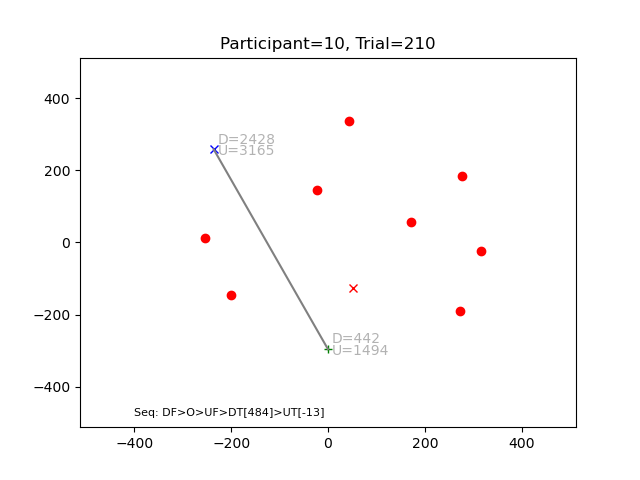 Participant=10, Trial=210
400
200
0
−200
−400
D=2428
U=3165
D=442
U=1494
Seq: DF>O>UF>DT[484]>UT[-13]
−400
−200
0
200
400